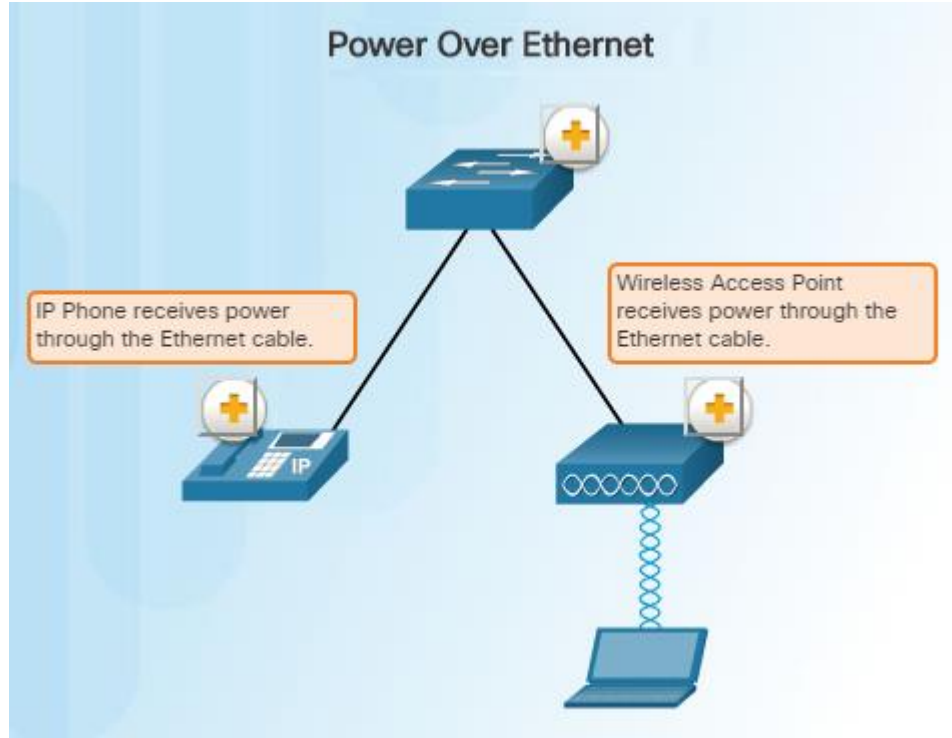 Power Over Ethernet
IP Phone receives power
through the Ethernet cable.
Wireless Access Point
receives power through the
Ethernet cable.
IP